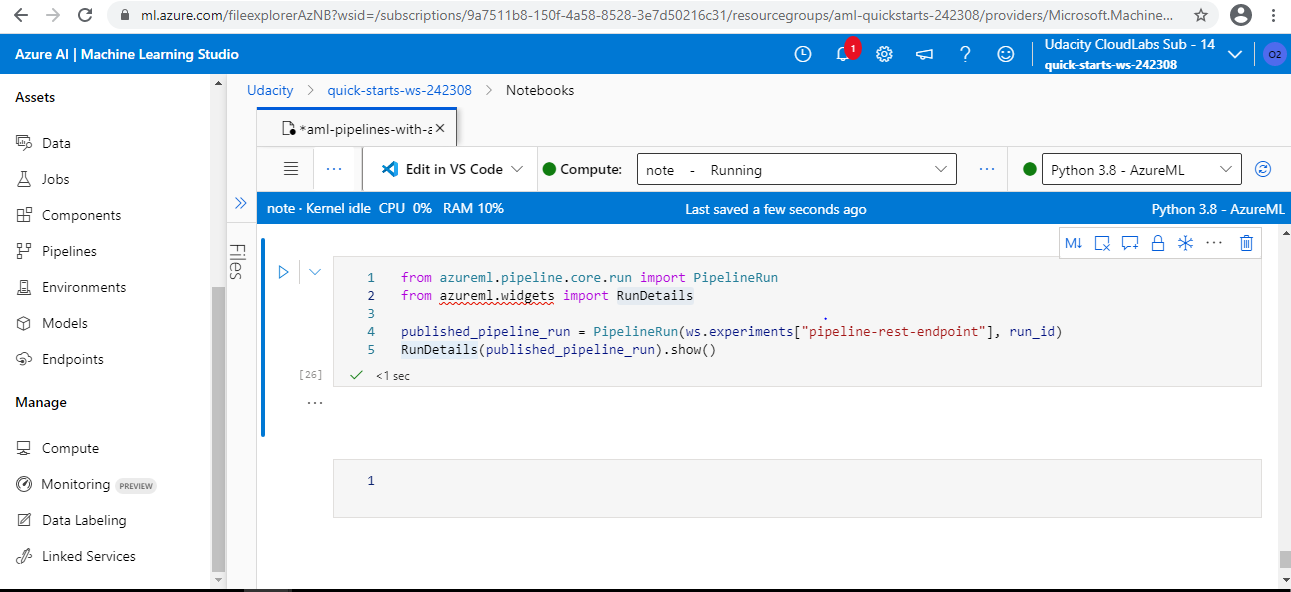 ml.azure.com/fileexplorerAzNB?wsid=/subscriptions/9a7511b8-150f-4a58-8528-3e7d50216c31/resourcegroups/aml-quickstarts-242308/providers/Microsoft.Machine...
Azure AI | Machine Learning Studio
1
Udacity CloudLabs Sub - 14
quick-starts-ws-242308
O2
Assets
Data
Jobs
Components
Pipelines
Environments
Models
Endpoints
Manage
Compute
Monitoring PREVIEW
Data Labeling
Linked Services
Udacity > quick-starts-ws-242308 > Notebooks
*aml-pipelines-with-a
Edit in VS Code
Compute:
note - Running
Python 3.8 - AzureML
note · Kernel idle CPU 0% RAM 10%
Last saved a few seconds ago
Python 3.8 - AzureML
Files
M↓
1 from azureml.pipeline.core.run import PipelineRun
2 from azureml.widgets import RunDetails
3
4 published_pipeline_run = PipelineRun(ws.experiments["pipeline-rest-endpoint"], run_id)
5 RunDetails(published_pipeline_run).show()
[26]
<1 sec
...
1